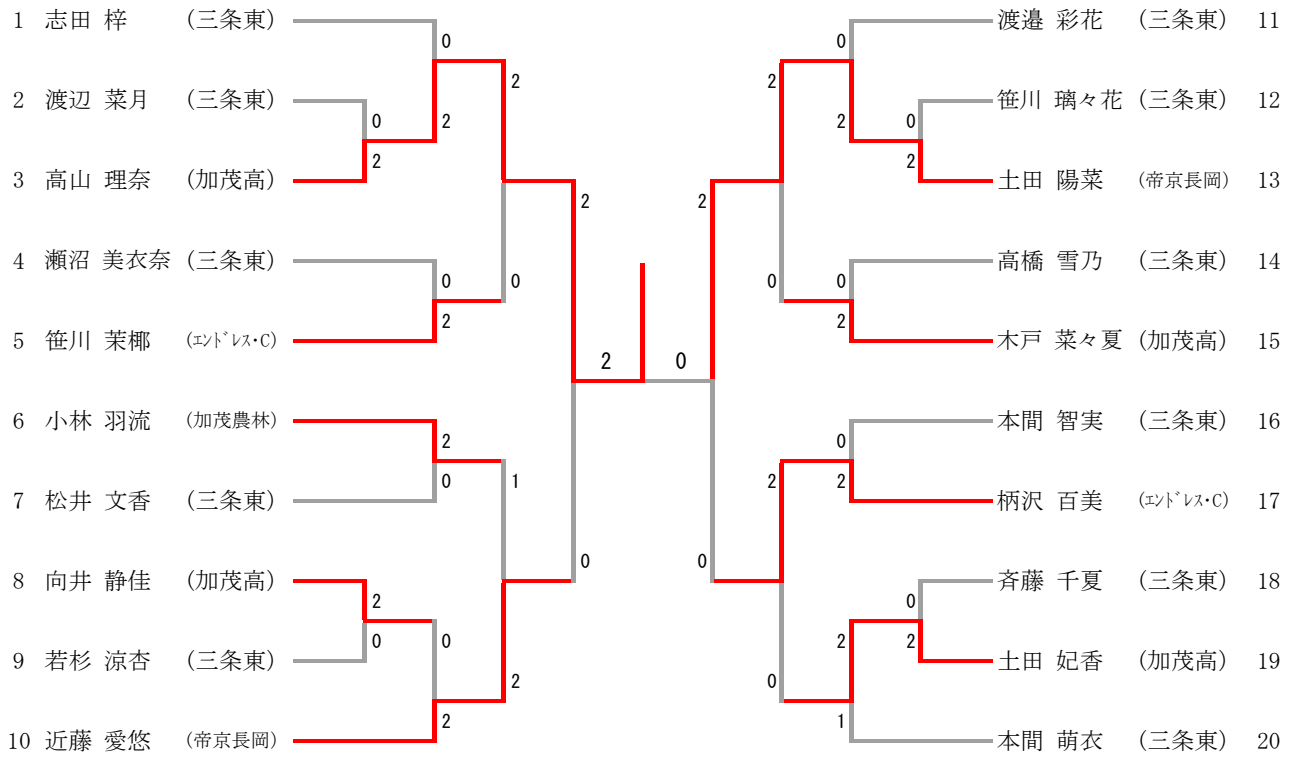 1 志田 梓 (三条東)
0
2
2 渡辺 菜月 (三条東)
0
2
2
3 高山 理奈 (加茂高)
2
4 瀬沼 美衣奈 (三条東)
0
0
2
5 笹川 茉椰 (エンドレス・C)
6 小林 羽流 (加茂農林)
2
0
1
7 松井 文香 (三条東)
0
8 向井 静佳 (加茂高)
2
0
0
9 若杉 涼杏 (三条東)
2
2
10 近藤 愛悠 (帝京長岡)
2 0
渡邉 彩花 (三条東) 11
0
2
笹川 璃々花 (三条東) 12
2
0
2
土田 陽菜 (帝京長岡) 13
2
高橋 雪乃 (三条東) 14
0
0
2
木戸 菜々夏 (加茂高) 15
本間 智実 (三条東) 16
0
2
2
柄沢 百美 (エンドレス・C) 17
0
斉藤 千夏 (三条東) 18
0
2
2
土田 妃香 (加茂高) 19
0
1
本間 萌衣 (三条東) 20